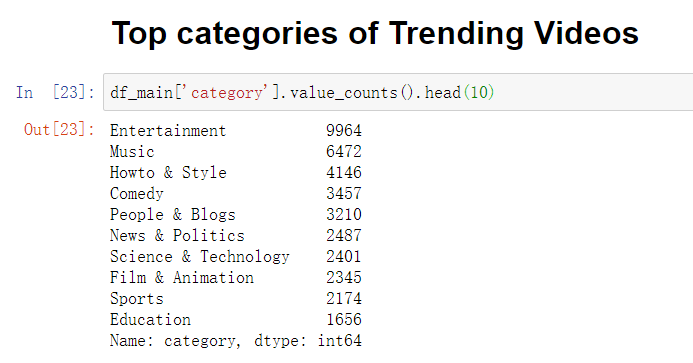 Top categories of Trending Videos
In [23]: df_main['category'].value_counts().head(10)
Out[23]: Entertainment 9964
Music 6472
Howto & Style 4146
Comedy 3457
People & Blogs 3210
News & Politics 2487
Science & Technology 2401
Film & Animation 2345
Sports 2174
Education 1656
Name: category, dtype: int64